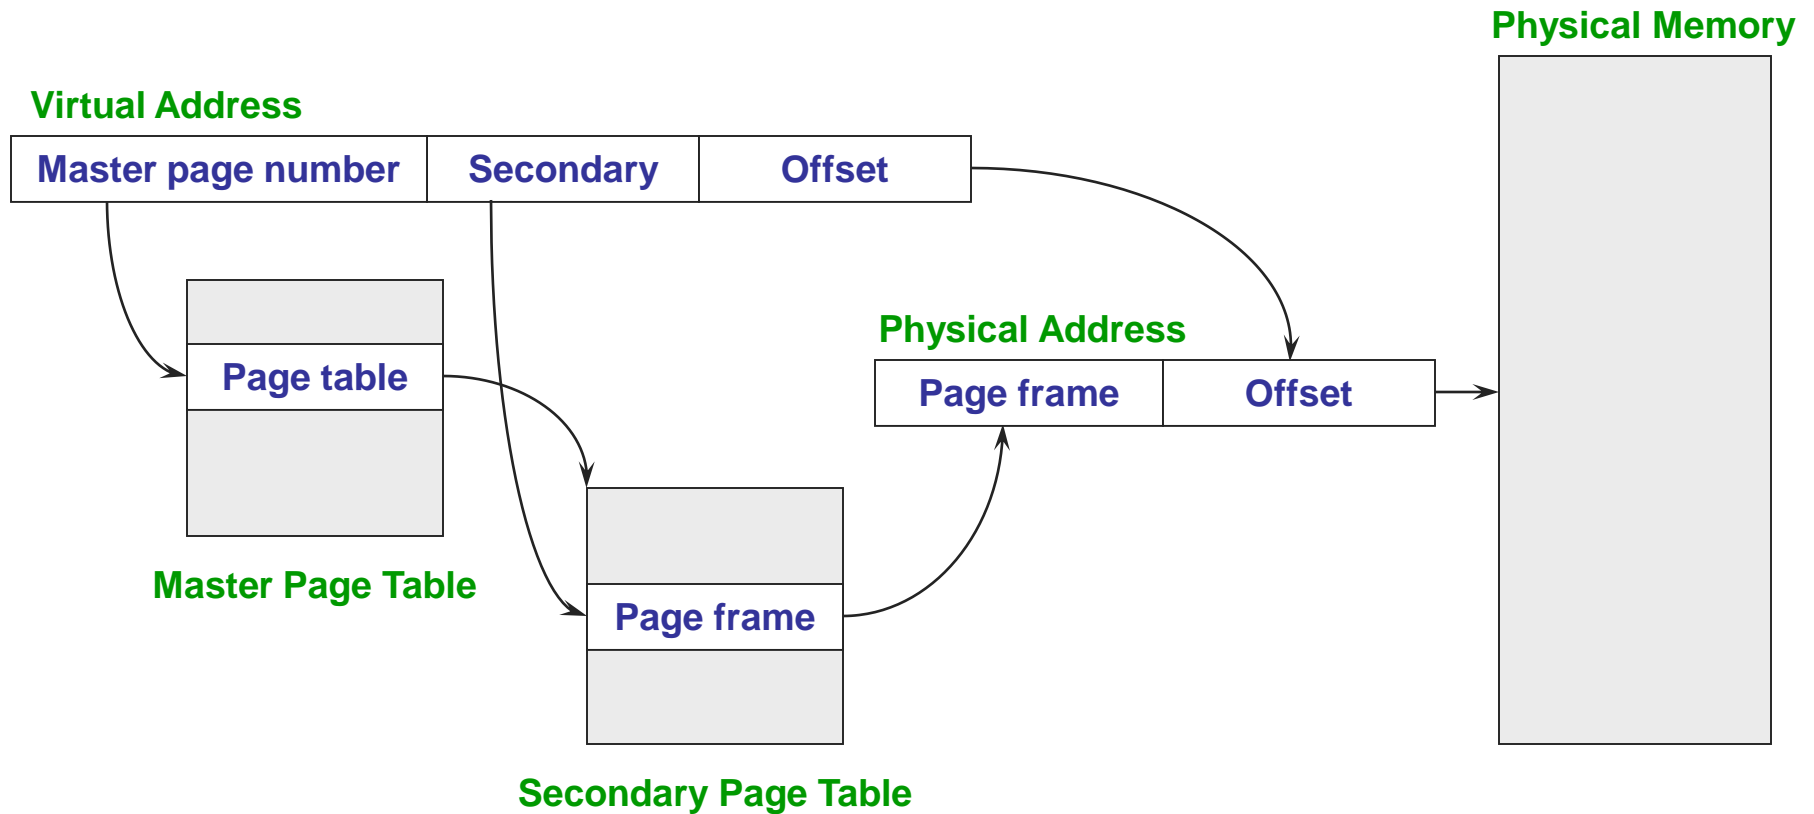 Physical Memory
Virtual Address
Master page number
Secondary
Offset
Physical Address
Page table
Page frame
Offset
Master Page Table
Page frame
Secondary Page Table